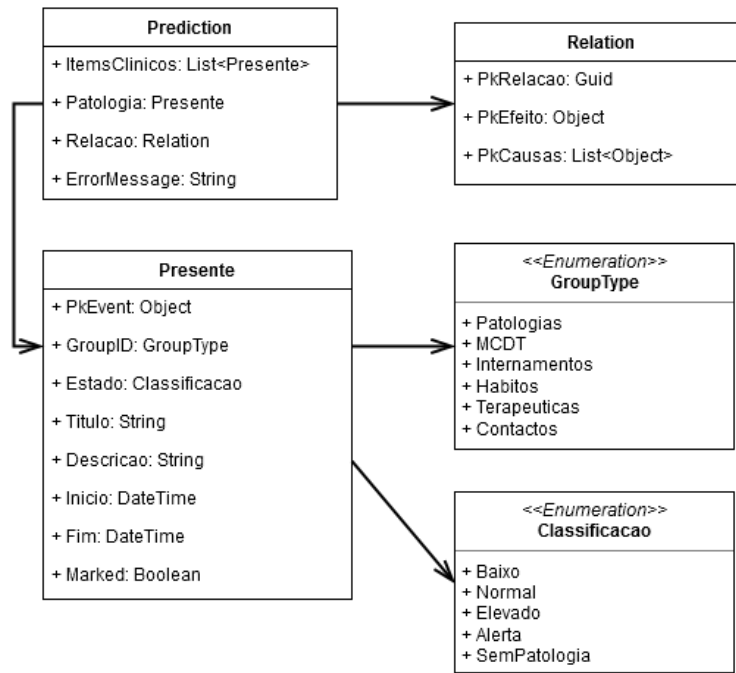 Prediction
+ ItemsClinicos: List<Presente>
+ Patologia: Presente
+ Relacao: Relation
+ ErrorMessage: String
Relation
+ PkRelacao: Guid
+ PkEfeito: Object
+ PkCausas: List<Object>
Presente
+ PkEvent: Object
+ GroupID: GroupType
+ Estado: Classificacao
+ Titulo: String
+ Descricao: String
+ Inicio: DateTime
+ Fim: DateTime
+ Marked: Boolean
<<Enumeration>>
GroupType
+ Patologias
+ MCDT
+ Internamentos
+ Habitos
+ Terapeuticas
+ Contactos
<<Enumeration>>
Classificacao
+ Baixo
+ Normal
+ Elevado
+ Alerta
+ SemPatologia